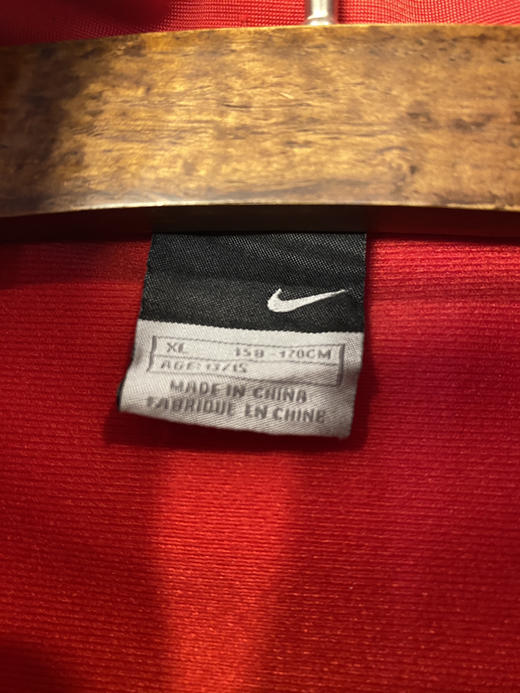 XL 158-170CM
AGE: 13/15
MADE IN CHINA
FABRIQUE EN CHINE